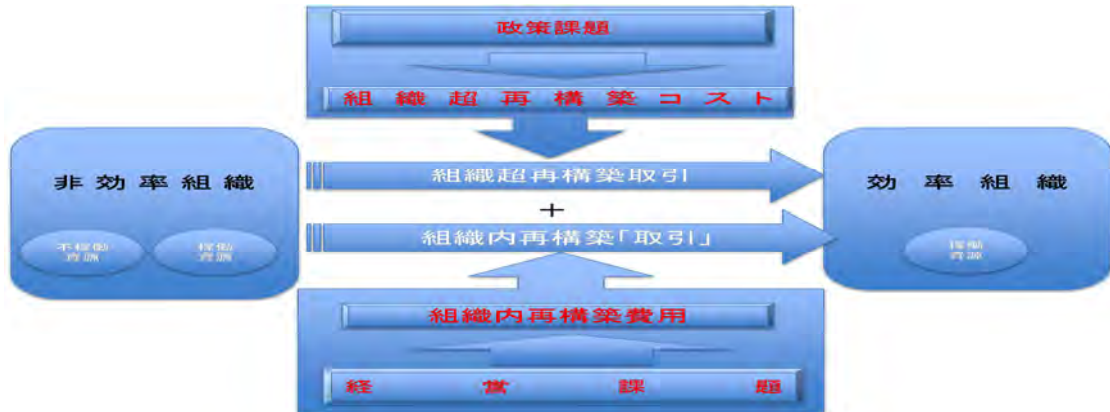 政策課題
組織超再構築コスト
非効率組織
不稼働
資源
稼働
資源
組織超再構築取引
+
組織内再構築「取引」
効率組織
稼働
資源
組織内再構築費用
経営課題